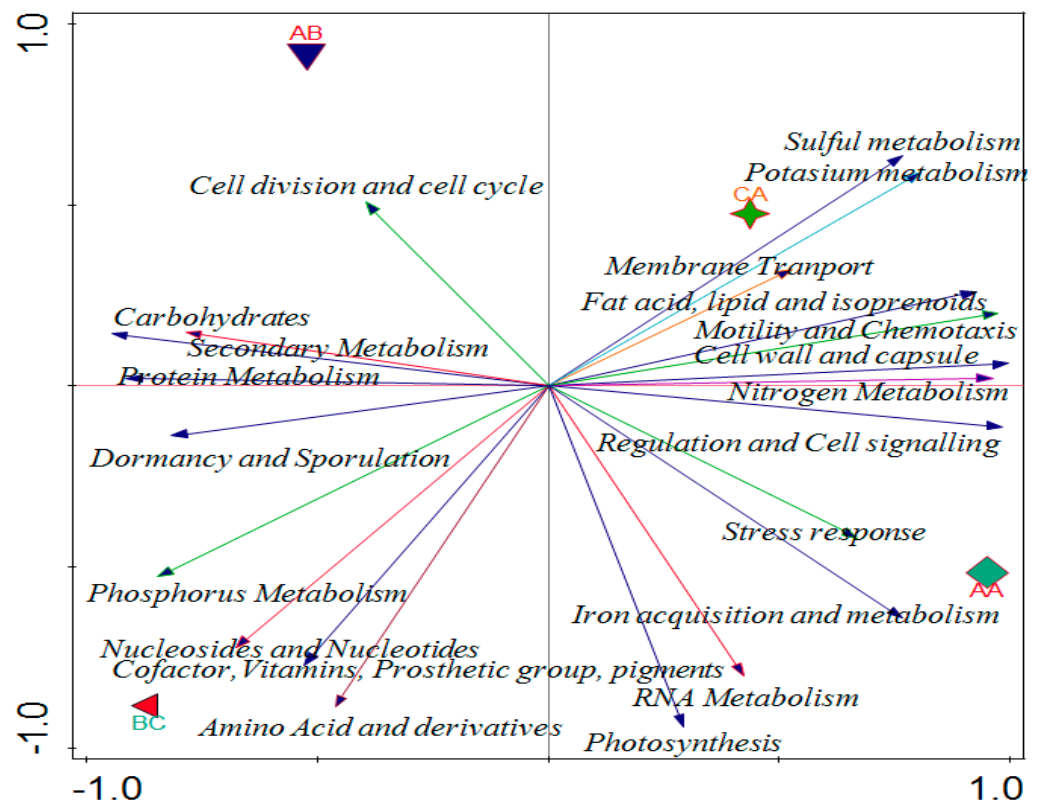 1.0
AB
Sulful metabolism
Potasium metabolism
Cell division and cell cycle
CA
Membrane Tranport
Fat acid, lipid and isoprenoids
Carbohydrates
Motility and Chemotaxis
Secondary Metabolism
Cell wall and capsule
Protein Metabolism
Nitrogen Metabolism
Regulation and Cell signalling
Dormancy and Sporulation
Stress response
AA
Phosphorus Metabolism
Iron acquisition and metabolism
Nucleosides and Nucleotides
Cofactor, Vitamins, Prosthetic group, pigments
RNA Metabolism
BC
Amino Acid and derivatives
Photosynthesis
-1.0
-1.0
1.0